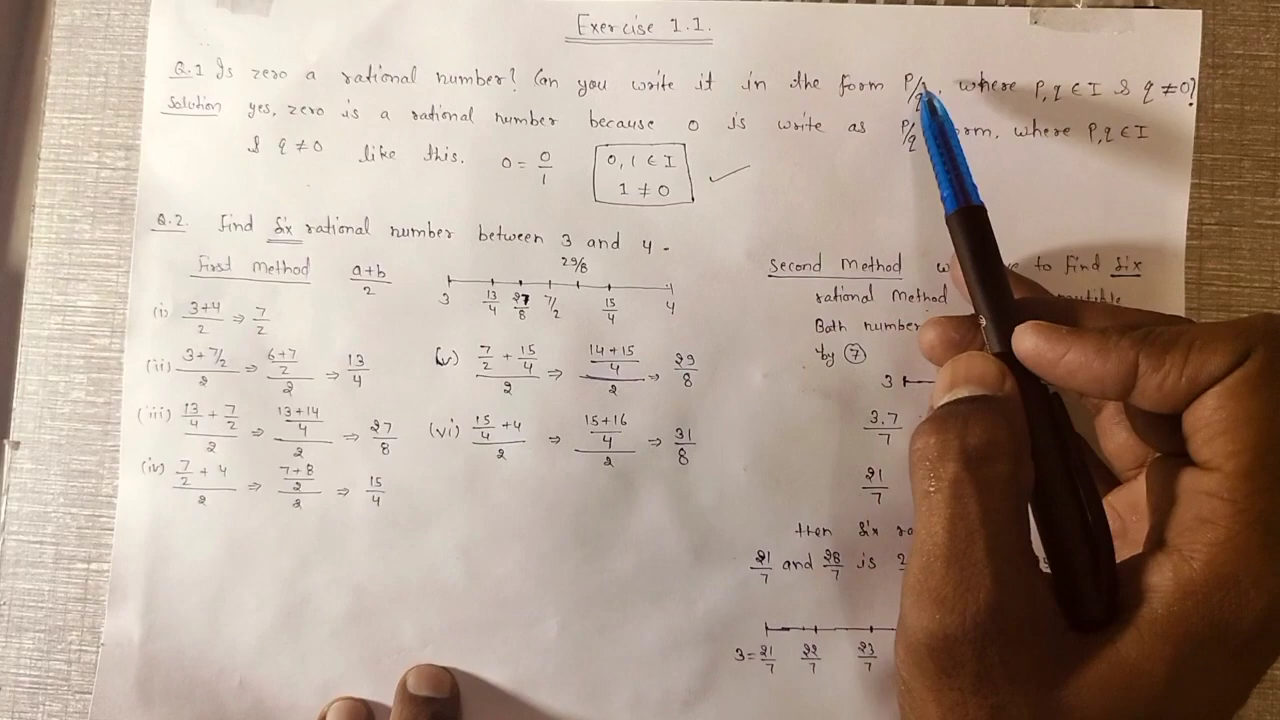 Exercise 1.1.
Q.1 Is zero a rational number? Can you write it in the form P/q, where P,q ∈ I & q ≠0?
Solution yes, zero is a rational number because 0 is write as P/q form, where P,q ∈ I
& q ≠0 like this. 0 = 0/1
0,1 ∈ I
1 ≠ 0
Q.2. Find Six rational number between 3 and 4.
First Method a+b/2
3 13/4 27/8 7/2 29/8 15/4 4
(i) 3+4/2 ⇒ 7/2
(ii) (3+7/2)/2 ⇒ ((6+7)/2)/2 ⇒ 13/4
(iii) (13/4 + 7/2)/2 ⇒ ((13+14)/4)/2 ⇒ 27/8
(iv) (7/2 + 4)/2 ⇒ ((7+8)/2)/2 ⇒ 15/4
(v) (7/2 + 15/4)/2 ⇒ ((14+15)/4)/2 ⇒ 29/8
(vi) (15/4 +4)/2 ⇒ ((15+16)/4)/2 ⇒ 31/8
Second Method to find six
rational method
Both number
by 7
3
3.7/7
21/7
then six
21/7 and 28/7 is
3= 21/7 22/7 23/7